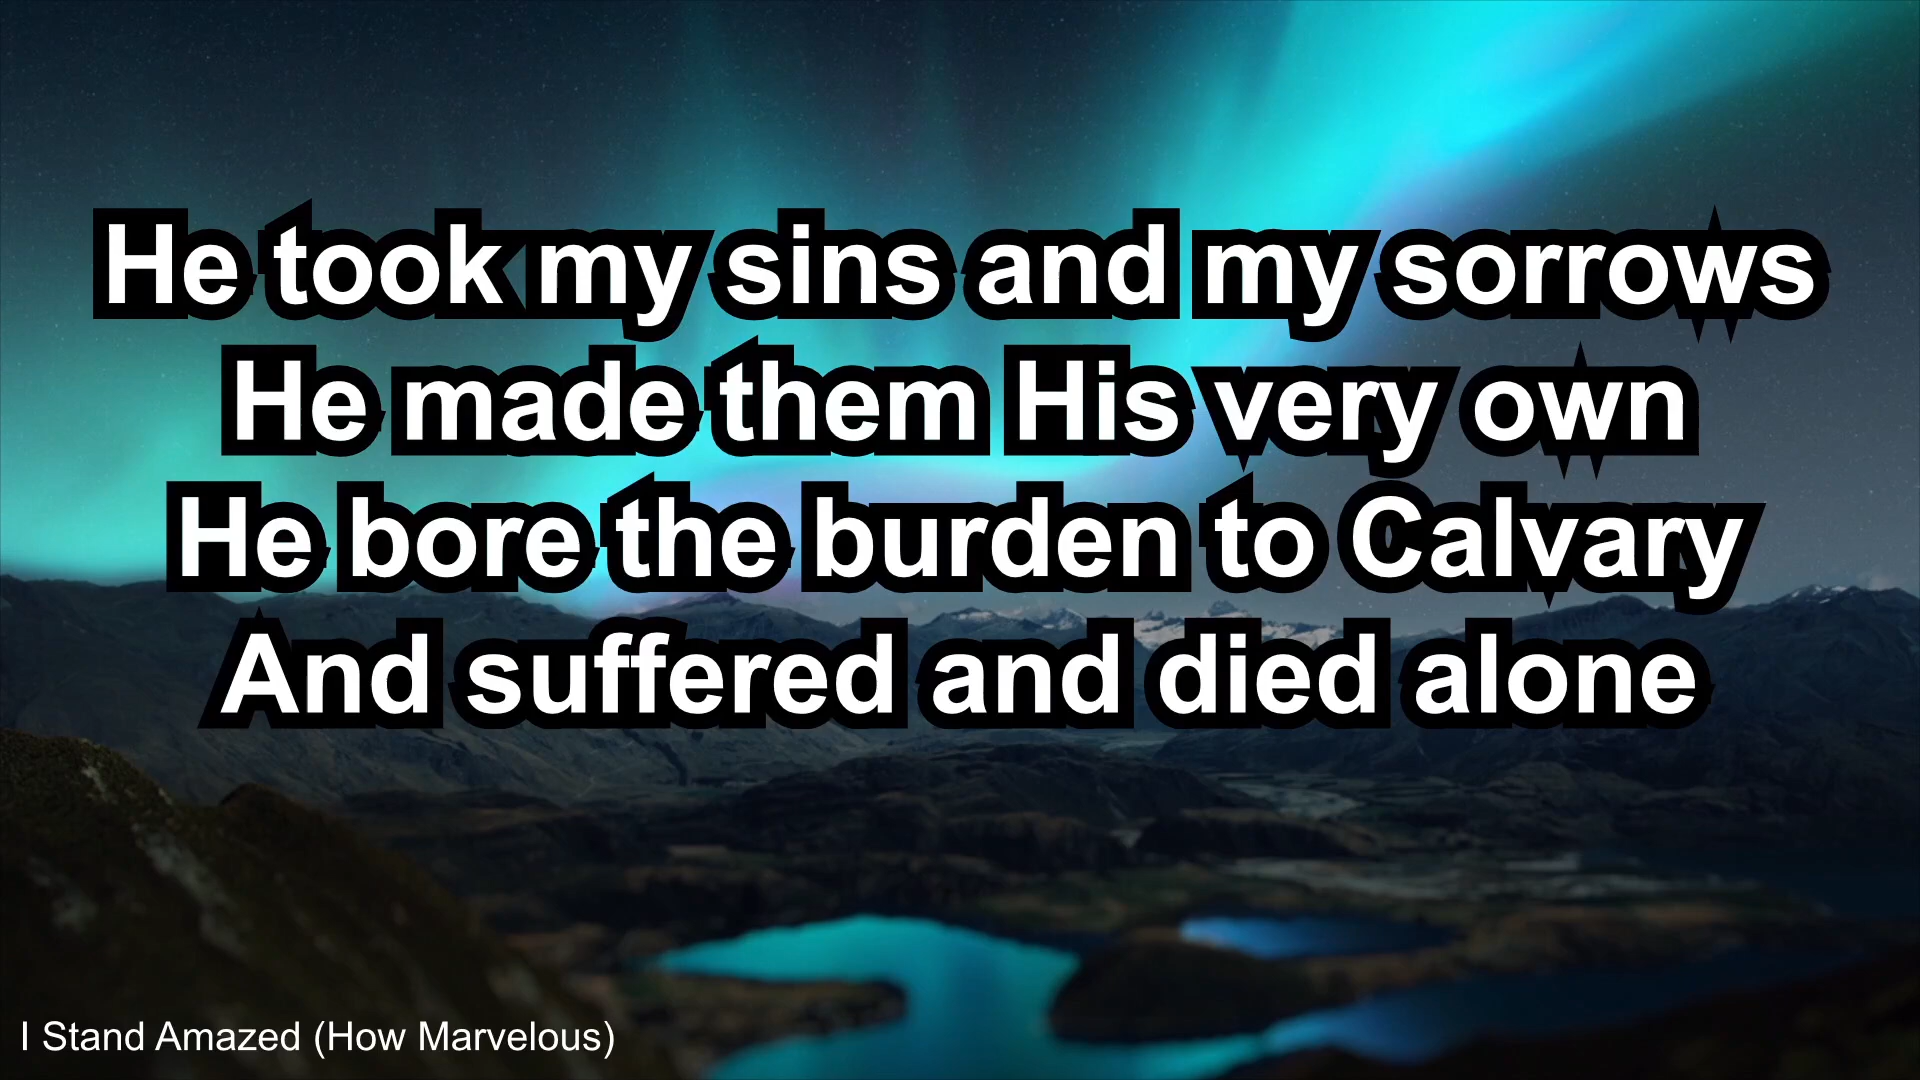 He took my sins and my sorrows
He made them His very own
He bore the burden to Calvary
And suffered and died alone
I Stand Amazed (How Marvelous)